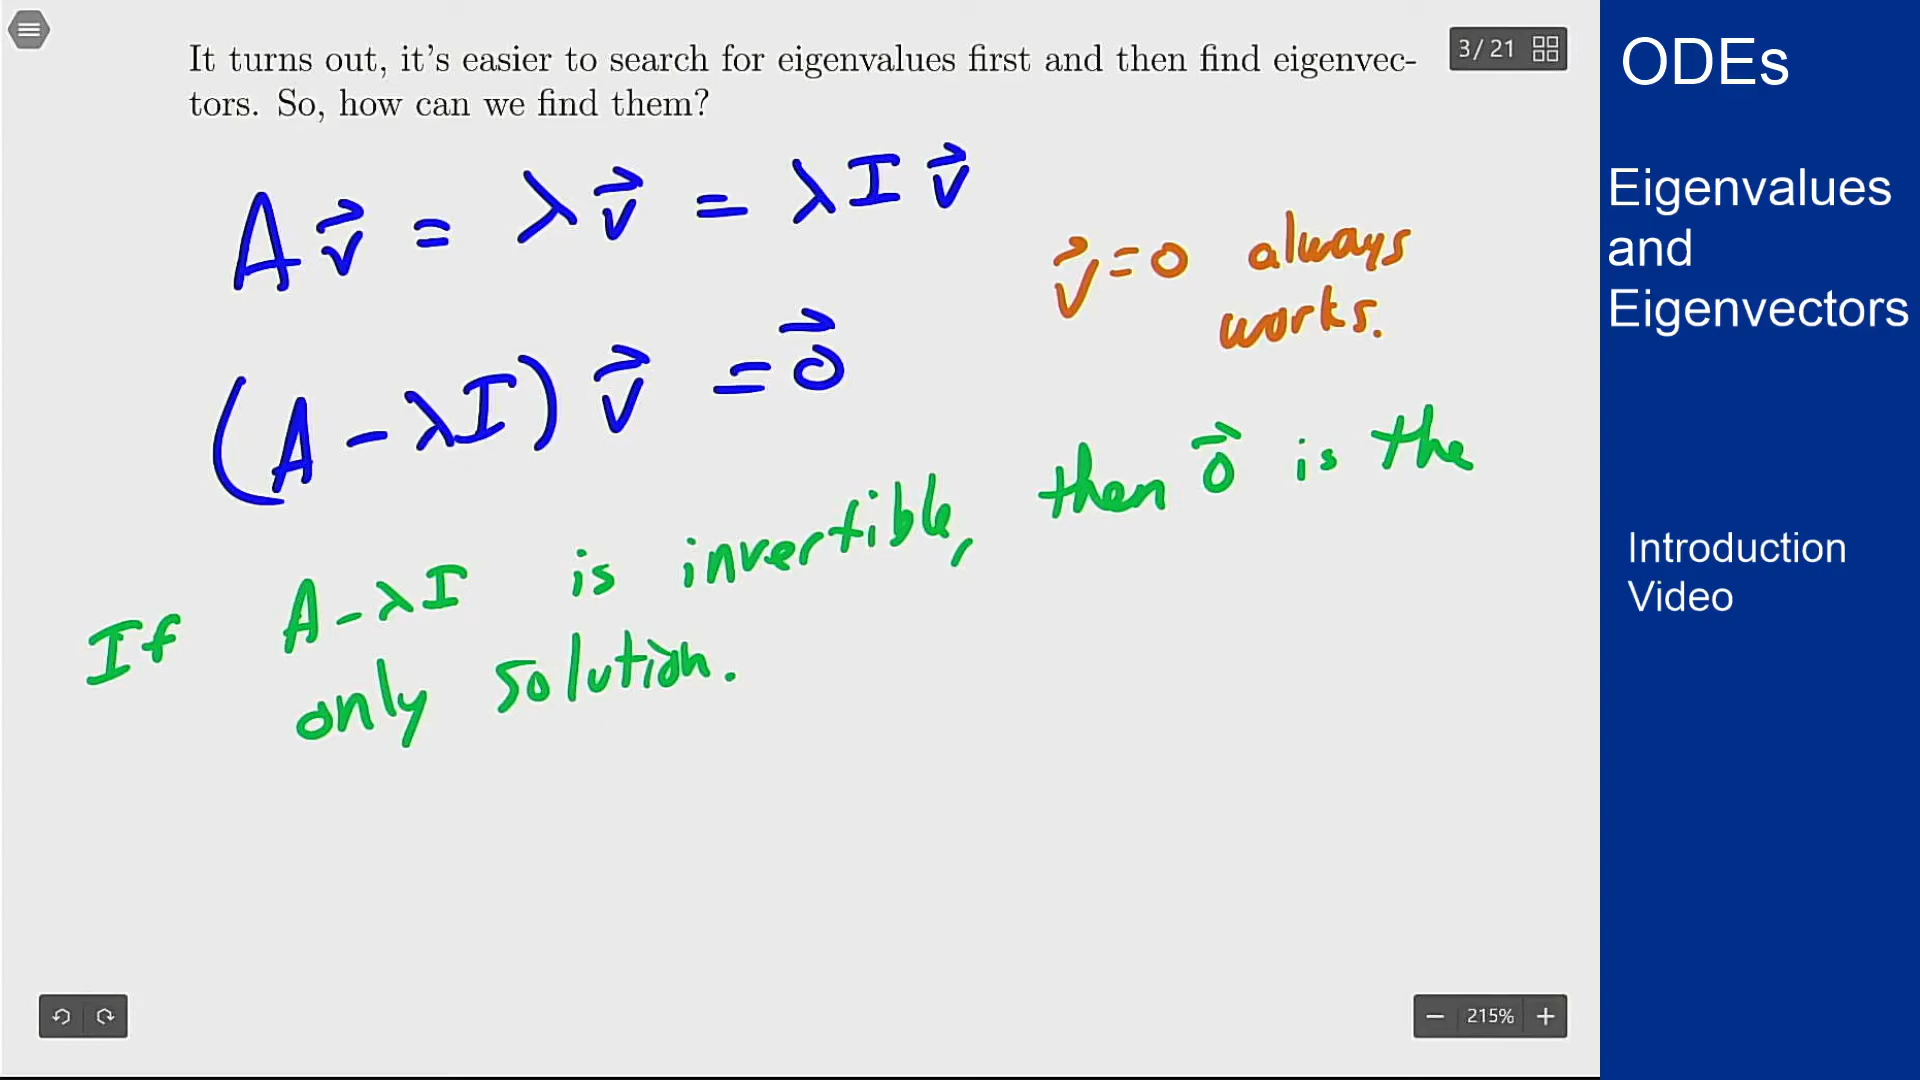 It turns out, it's easier to search for eigenvalues first and then find eigenvec-
tors. So, how can we find them?
3 / 21
A v⃗ = λ v⃗ = λ I v⃗
v⃗ = 0 always
works.
(A - λI) v⃗ = 0⃗
If A - λI is invertible, then 0⃗ is the
only solution.
215%
ODEs
Eigenvalues
and
Eigenvectors
Introduction
Video